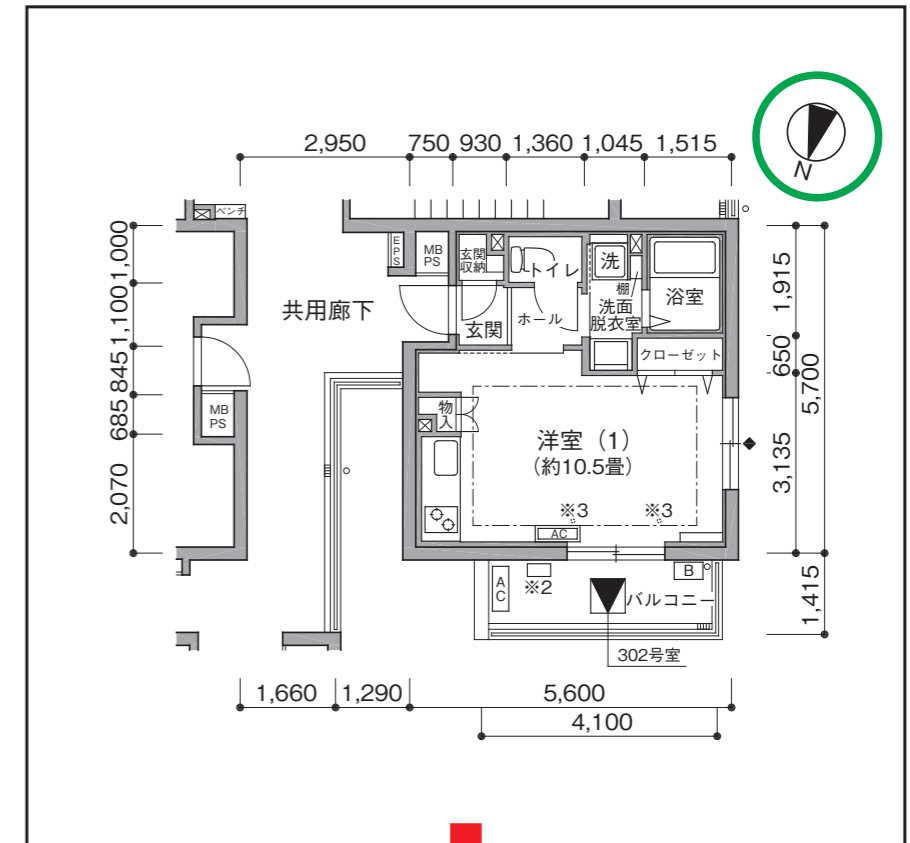 N
2,950 750 930 1,360 1,045 1,515
ベンチ
EPS
MB
PS
玄関
収納
トイレ
洗
棚
洗面
脱衣室
浴室
共用廊下
玄関
ホール
クローゼット
MB
PS
物入
洋室（1）
（約10.5畳）
※3 ※3
AC
AC
※2
B
バルコニー
302号室
1,000
1,100
845
685
2,070
1,915
650
3,135
5,700
1,415
1,660 1,290 5,600
4,100